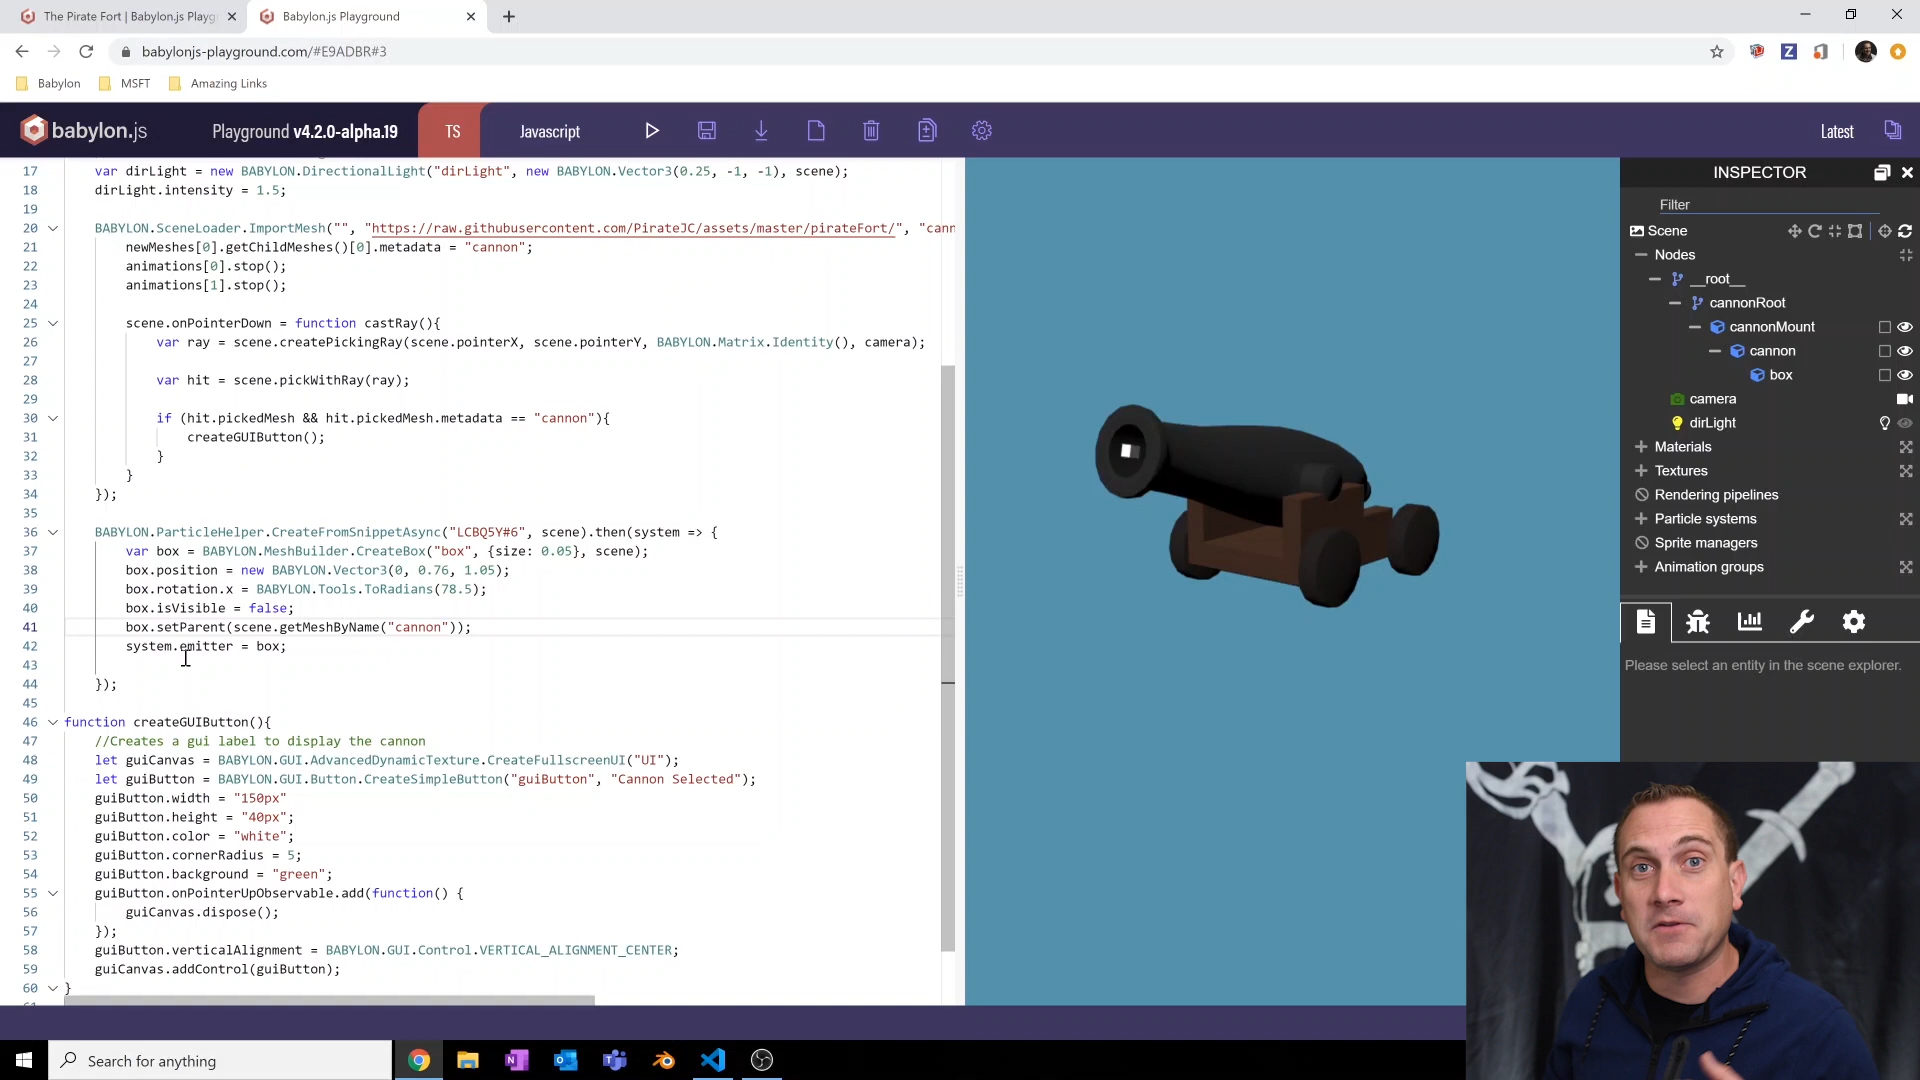 The Pirate Fort | Babylon.js Playg
Babylon.js Playground
babylonjs-playground.com/#E9ADBR#3
Babylon
MSFT
Amazing Links
babylon.js
Playground v4.2.0-alpha.19
TS
Javascript
Latest
17 var dirLight = new BABYLON.DirectionalLight("dirLight", new BABYLON.Vector3(0.25, -1, -1), scene);
18 dirLight.intensity = 1.5;
19
20 BABYLON.SceneLoader.ImportMesh("", "https://raw.githubusercontent.com/PirateJC/assets/master/pirateFort/", "cann
21 newMeshes[0].getChildMeshes()[0].metadata = "cannon";
22 animations[0].stop();
23 animations[1].stop();
24
25 scene.onPointerDown = function castRay(){
26 var ray = scene.createPickingRay(scene.pointerX, scene.pointerY, BABYLON.Matrix.Identity(), camera);
27
28 var hit = scene.pickWithRay(ray);
29
30 if (hit.pickedMesh && hit.pickedMesh.metadata == "cannon"){
31 createGUIButton();
32 }
33 }
34 });
35
36 BABYLON.ParticleHelper.CreateFromSnippetAsync("LCBQ5Y#6", scene).then(system => {
37 var box = BABYLON.MeshBuilder.CreateBox("box", {size: 0.05}, scene);
38 box.position = new BABYLON.Vector3(0, 0.76, 1.05);
39 box.rotation.x = BABYLON.Tools.ToRadians(78.5);
40 box.isVisible = false;
41 box.setParent(scene.getMeshByName("cannon"));
42 system.emitter = box;
43
44 });
45
46 function createGUIButton(){
47 //Creates a gui label to display the cannon
48 let guiCanvas = BABYLON.GUI.AdvancedDynamicTexture.CreateFullscreenUI("UI");
49 let guiButton = BABYLON.GUI.Button.CreateSimpleButton("guiButton", "Cannon Selected");
50 guiButton.width = "150px"
51 guiButton.height = "40px";
52 guiButton.color = "white";
53 guiButton.cornerRadius = 5;
54 guiButton.background = "green";
55 guiButton.onPointerUpObservable.add(function() {
56 guiCanvas.dispose();
57 });
58 guiButton.verticalAlignment = BABYLON.GUI.Control.VERTICAL_ALIGNMENT_CENTER;
59 guiCanvas.addControl(guiButton);
60 }
INSPECTOR
Filter
Scene
Nodes
__root__
cannonRoot
cannonMount
cannon
box
camera
dirLight
Materials
Textures
Rendering pipelines
Particle systems
Sprite managers
Animation groups
Please select an entity in the scene explorer.
Search for anything